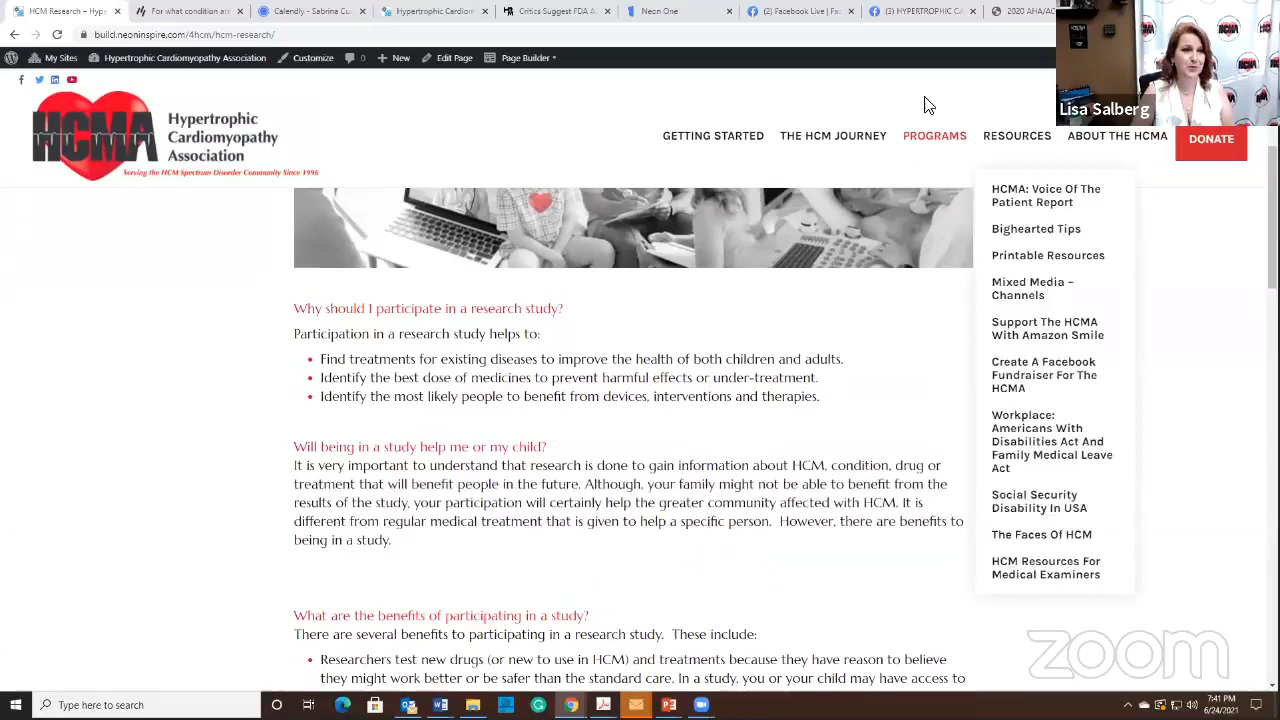 HCM Research |
For what condition ar
Calendly - Sabrina Cu
Hypertrophic Cardiom
Critics Suggest FDA A
Neon One
(2) Facebook Live | Fa
(3) HYPERTROPHIC C
2020 AHA/AC
build.neoninspire.com/4hcm/hcm-research/
My Sites
Hypertrophic Cardiomyopathy Association
Customize
0
New
Edit Page
Page Builder
Lisa Salberg
HCMA
Hypertrophic
Cardiomyopathy
Association
Serving the HCM Spectrum Disorder Community Since 1996
GETTING STARTED THE HCM JOURNEY PROGRAMS RESOURCES ABOUT THE HCMA DONATE
HCMA: Voice Of The
Patient Report
Bighearted Tips
Printable Resources
Mixed Media –
Channels
Support The HCMA
With Amazon Smile
Create A Facebook
Fundraiser For The
HCMA
Workplace:
Americans With
Disabilities Act And
Family Medical Leave
Act
Social Security
Disability In USA
The Faces Of HCM
HCM Resources For
Medical Examiners
Why should I participate in a research study?
Participation in a research study helps to:
• Find treatments for existing diseases to improve the health of both children and adults.
• Identify the best dose of medicines to prevent harmful effects or under-treatment.
• Identify the most likely people to benefit from devices, interventions and therapies.
Will being in a study help me or my child?
It is very important to understand that research is done to gain information about HCM, condition, drug or
treatment that will benefit people in the future. Although, your family might not be able to benefit from the
results of the study, your participation will certainly help the greater community affected with HCM. It is
different from regular medical treatment that is given to help a specific person. However, there are benefits to
being in a study.
What are the benefits of participating in a study?
There are several benefits to participating in a research study. These include:
• Researchers test new drugs (or new to use in HCM) and treatments because they have reason to believe
they might work better or be safer than the standard care. In a study, you or your child may have access to
zoom
Type here to search
7:41 PM
6/24/2021